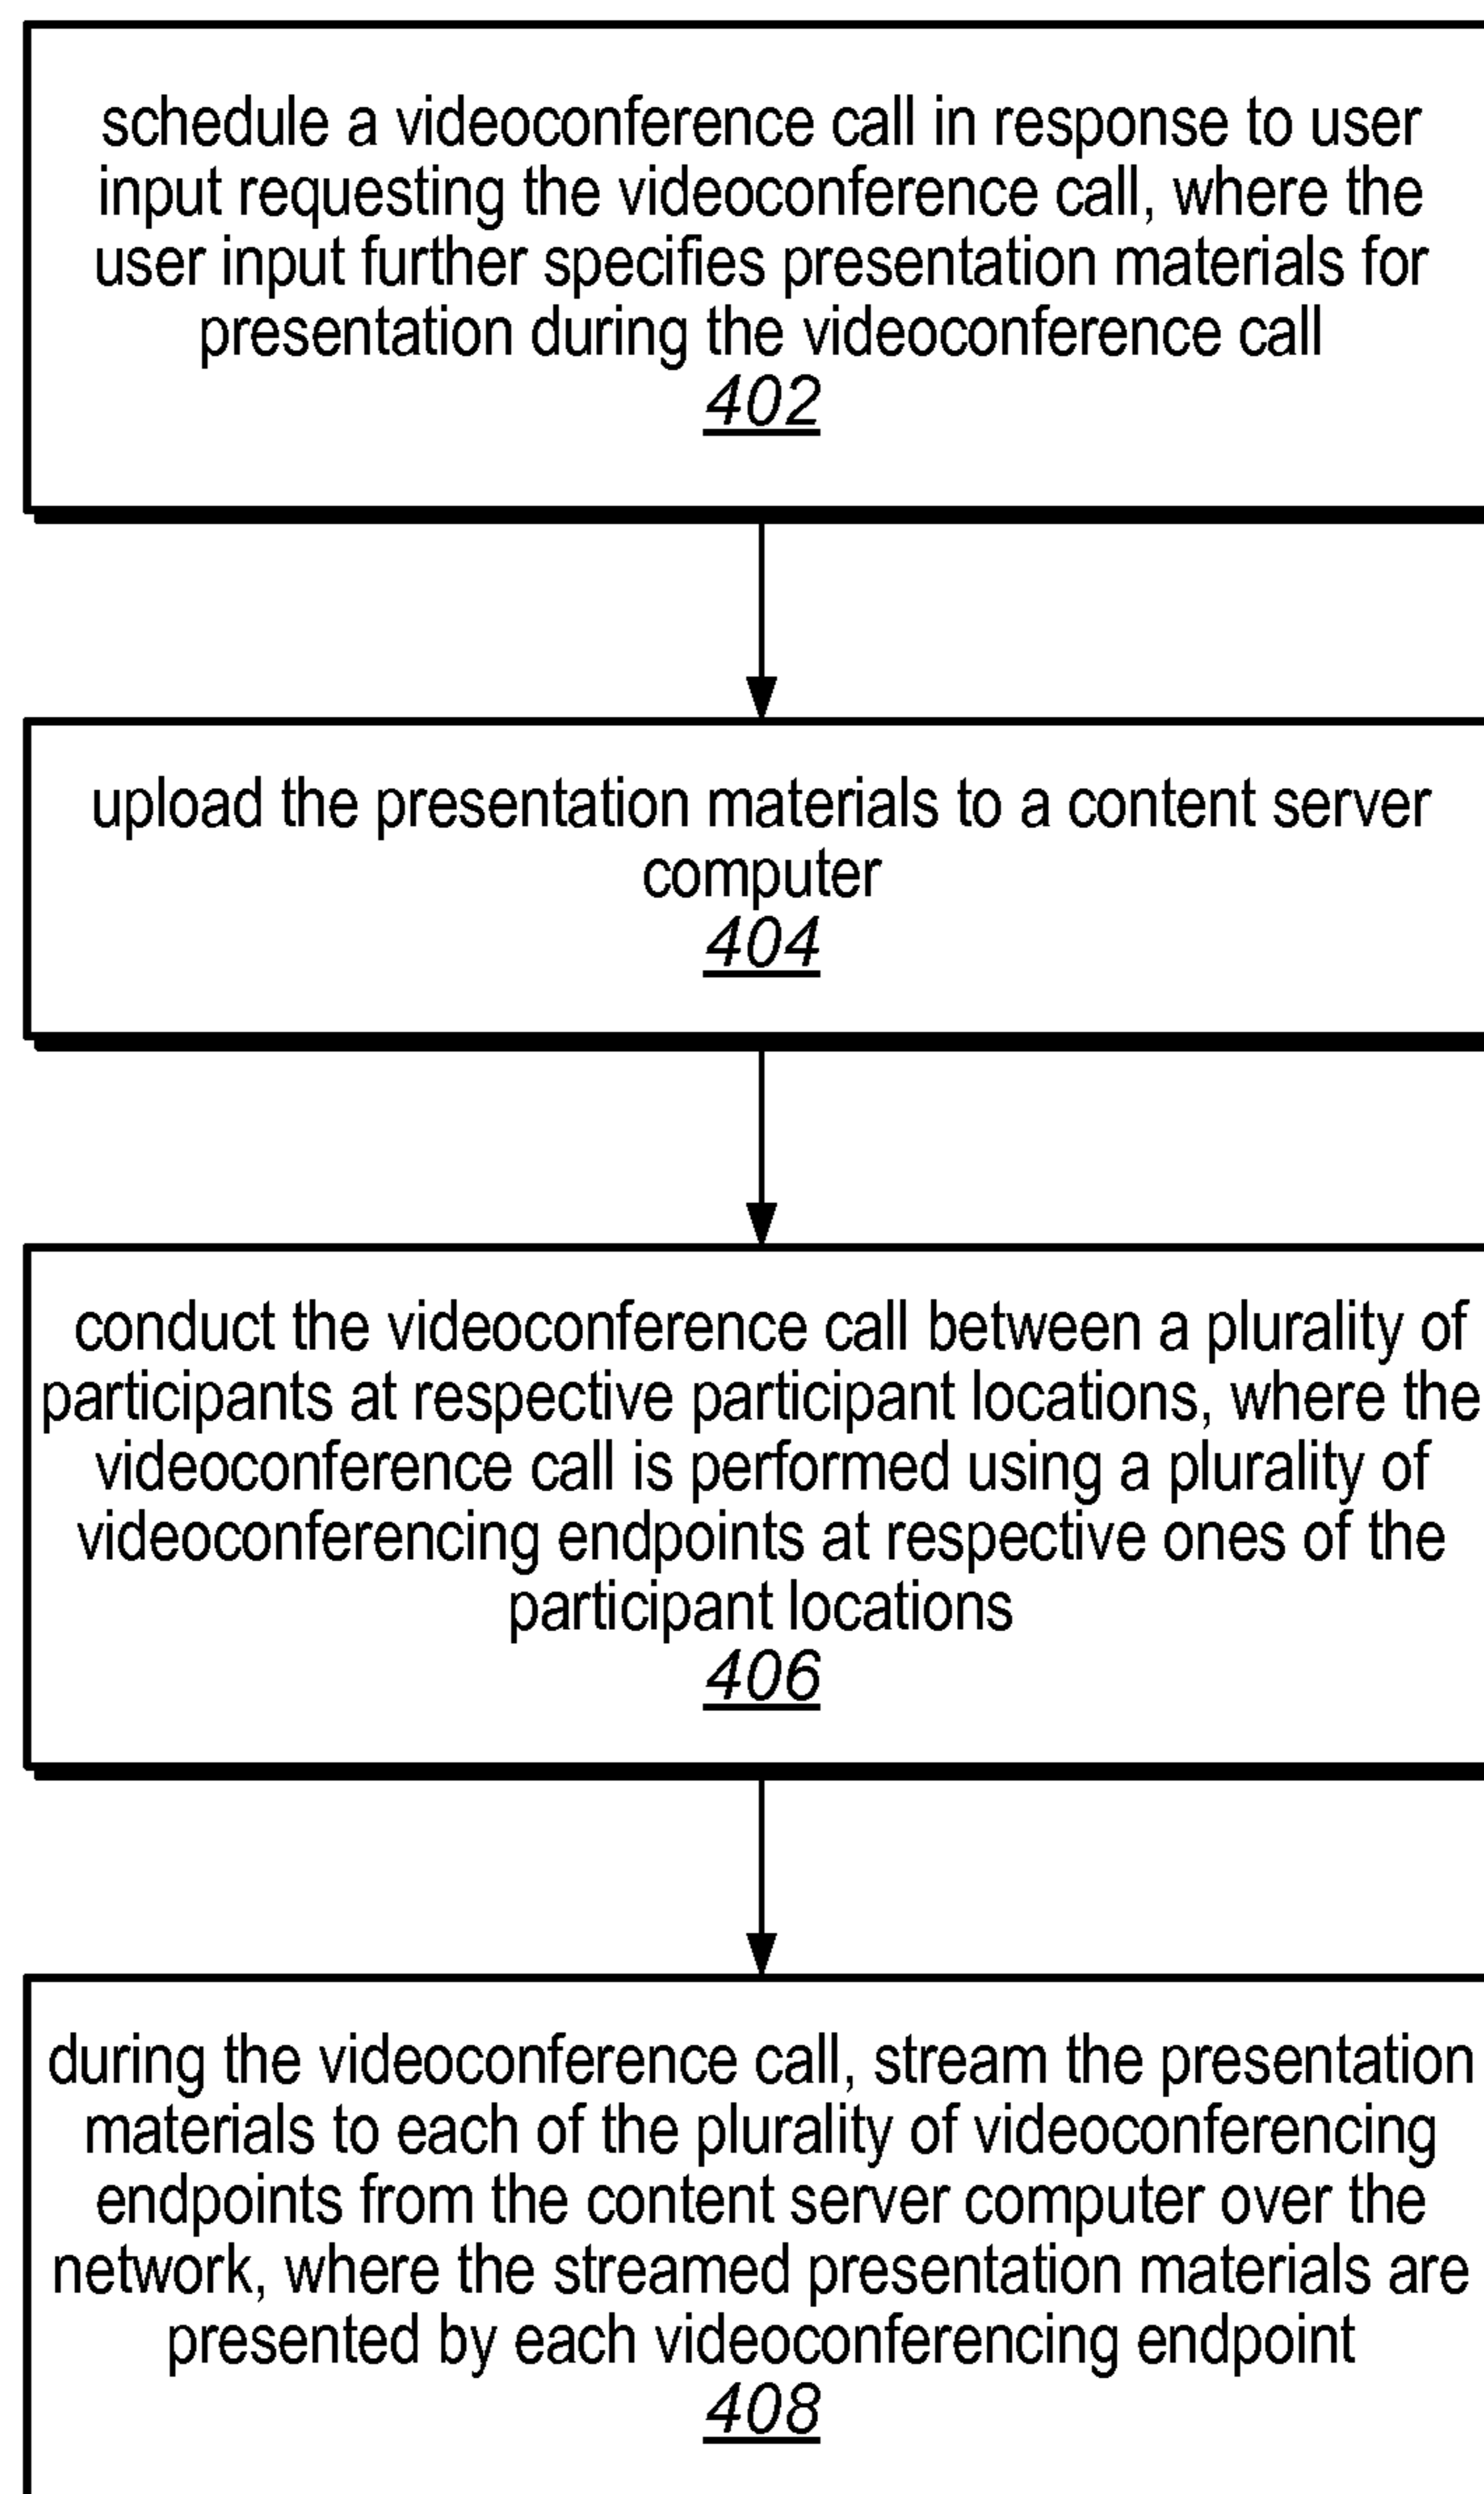 schedule a videoconference call in response to user
input requesting the videoconference call, where the
user input further specifies presentation materials for
presentation during the videoconference call
402
upload the presentation materials to a content server
computer
404
conduct the videoconference call between a plurality of
participants at respective participant locations, where the
videoconference call is performed using a plurality of
videoconferencing endpoints at respective ones of the
participant locations
406
during the videoconference call, stream the presentation
materials to each of the plurality of videoconferencing
endpoints from the content server computer over the
network, where the streamed presentation materials are
presented by each videoconferencing endpoint
408